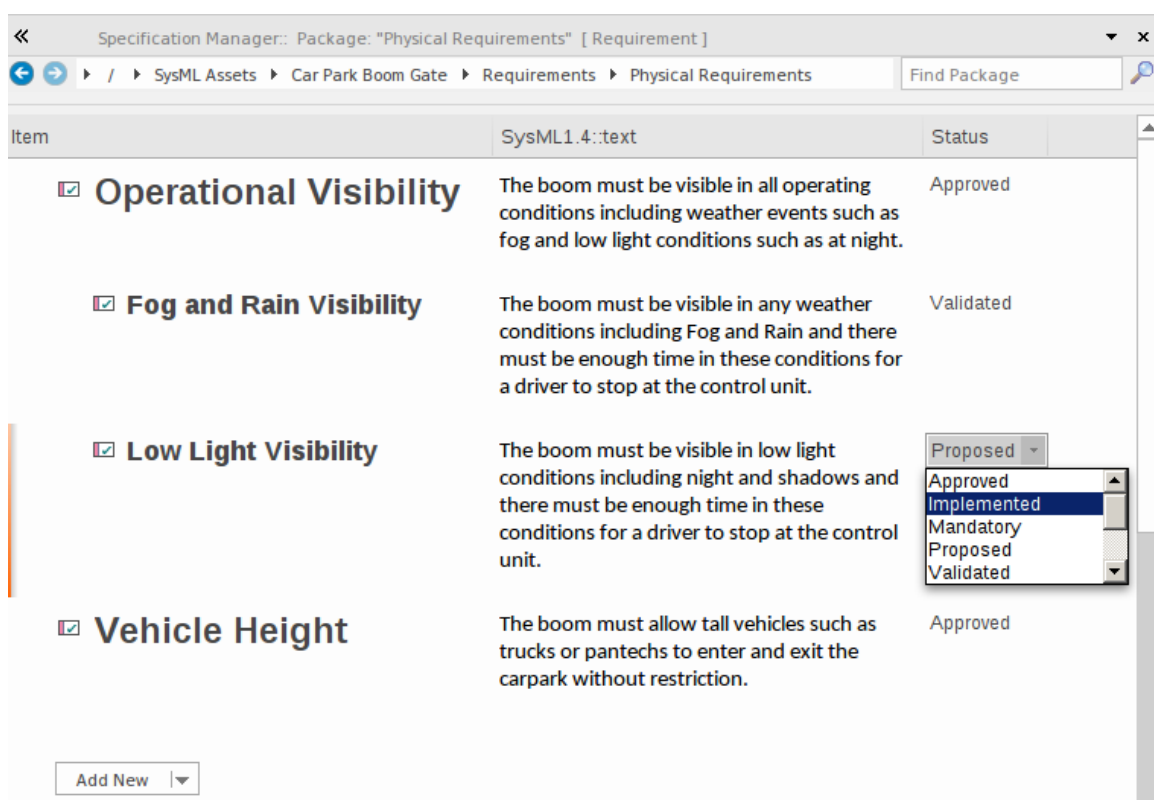 Specification Manager:: Package: "Physical Requirements" [ Requirement ]
/ SysML Assets Car Park Boom Gate Requirements Physical Requirements Find Package
Item SysML1.4::text Status
Operational Visibility
The boom must be visible in all operating
conditions including weather events such as
fog and low light conditions such as at night.
Approved
Fog and Rain Visibility
The boom must be visible in any weather
conditions including Fog and Rain and there
must be enough time in these conditions for
a driver to stop at the control unit.
Validated
Low Light Visibility
The boom must be visible in low light
conditions including night and shadows and
there must be enough time in these
conditions for a driver to stop at the control
unit.
Proposed
Approved
Implemented
Mandatory
Proposed
Validated
Vehicle Height
The boom must allow tall vehicles such as
trucks or pantechs to enter and exit the
carpark without restriction.
Approved
Add New